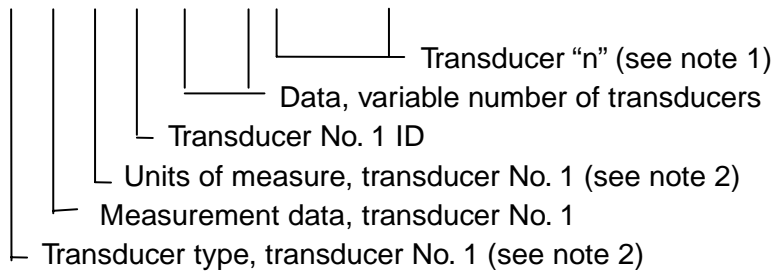 Transducer “n” (see note 1)
Data, variable number of transducers
Transducer No. 1 ID
Units of measure, transducer No. 1 (see note 2)
Measurement data, transducer No. 1
Transducer type, transducer No. 1 (see note 2)